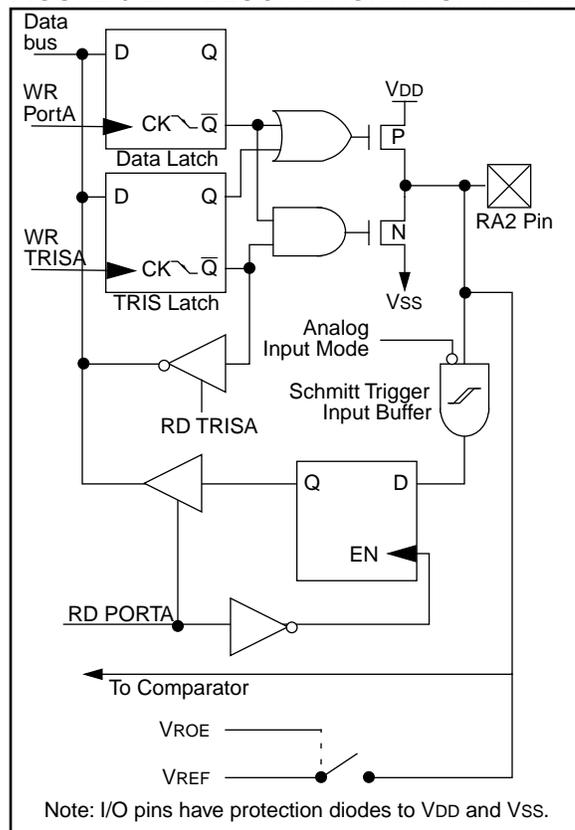 Data
bus
D
Q
VDD
WR
PortA
CK
Q
P
Data Latch
D
Q
RA2 Pin
WR
TRISA
N
CK
Q
TRIS Latch
VSS
Analog
Input Mode
Schmitt Trigger
Input Buffer
RD TRISA
Q
D
EN
RD PORTA
To Comparator
VROE
VREF
Note: I/O pins have protection diodes to VDD and VSS.